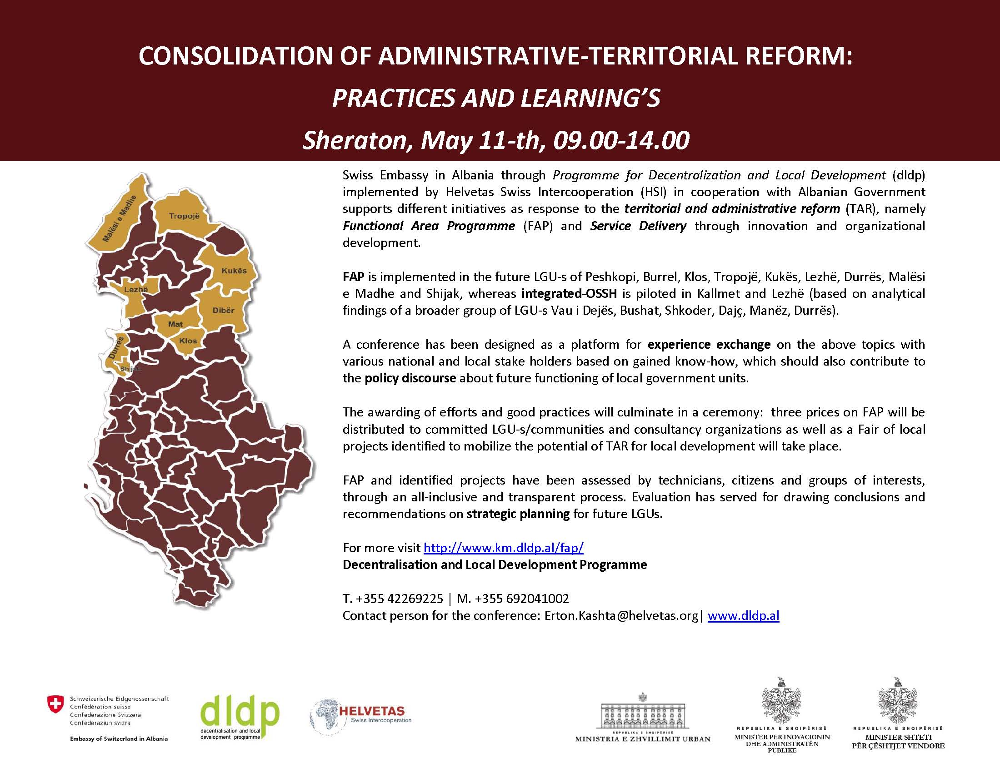 CONSOLIDATION OF ADMINISTRATIVE-TERRITORIAL REFORM:
PRACTICES AND LEARNING’S
Sheraton, May 11-th, 09.00-14.00
Malësi e Madhe
Tropojë
Kukës
Lezhë
Dibër
Mat
Klos
Durrës
Shijak
Swiss Embassy in Albania through Programme for Decentralization and Local Development (dldp)
implemented by Helvetas Swiss Intercooperation (HSI) in cooperation with Albanian Government
supports different initiatives as response to the territorial and administrative reform (TAR), namely
Functional Area Programme (FAP) and Service Delivery through innovation and organizational
development.
FAP is implemented in the future LGU-s of Peshkopi, Burrel, Klos, Tropojë, Kukës, Lezhë, Durrës, Malësi
e Madhe and Shijak, whereas integrated-OSSH is piloted in Kallmet and Lezhë (based on analytical
findings of a broader group of LGU-s Vau i Dejës, Bushat, Shkoder, Dajç, Manëz, Durrës).
A conference has been designed as a platform for experience exchange on the above topics with
various national and local stake holders based on gained know-how, which should also contribute to
the policy discourse about future functioning of local government units.
The awarding of efforts and good practices will culminate in a ceremony:  three prices on FAP will be
distributed to committed LGU-s/communities and consultancy organizations as well as a Fair of local
projects identified to mobilize the potential of TAR for local development will take place.
FAP and identified projects have been assessed by technicians, citizens and groups of interests,
through an all-inclusive and transparent process. Evaluation has served for drawing conclusions and
recommendations on strategic planning for future LGUs.
For more visit http://www.km.dldp.al/fap/
Decentralisation and Local Development Programme
T. +355 42269225 | M. +355 692041002
Contact person for the conference: Erton.Kashta@helvetas.org| www.dldp.al
Schweizerische Eidgenossenschaft
Confédération suisse
Confederazione Svizzera
Confederaziun svizra
Embassy of Switzerland in Albania
dldp
decentralisation and local
development programme
HELVETAS
Swiss Intercooperation
REPUBLIKA E SHQIPËRISË
MINISTRIA E ZHVILLIMIT URBAN
REPUBLIKA E SHQIPËRISË
MINISTËR PËR INOVACIONIN
DHE ADMINISTRATËN
PUBLIKE
REPUBLIKA E SHQIPËRISË
MINISTËR SHTETI
PËR ÇËSHTJET VENDORE